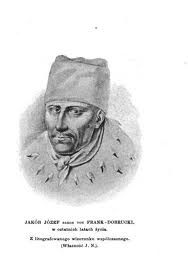 JAKÓB JÓZEF BARON VON FRANK-DOBRUCKI,
w ostatnich latach życia.
Z litografowanego wizerunku współczesnego.
(Własność J. N.)